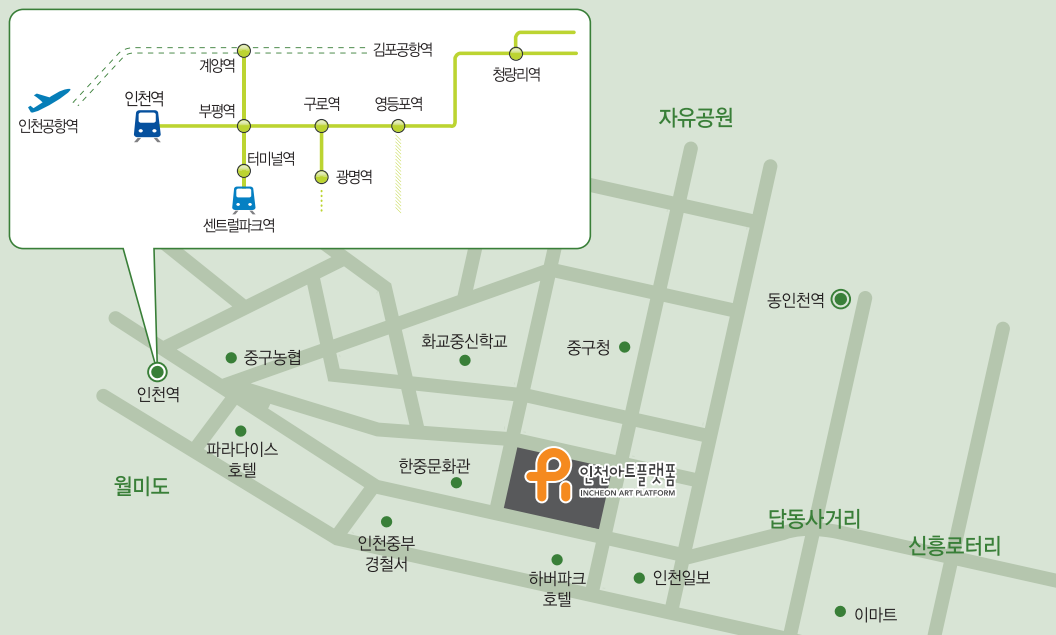 김포공항역
계양역
청량리역
인천역
인천공항역
부평역
구로역
영등포역
터미널역
광명역
센트럴파크역
자유공원
동인천역
화교중신학교
중구청
중구농협
인천역
파라다이스
호텔
한중문화관
인천아트플랫폼
INCHEON ART PLATFORM
월미도
답동사거리
신흥로터리
인천중부
경찰서
하버파크
호텔
인천일보
이마트